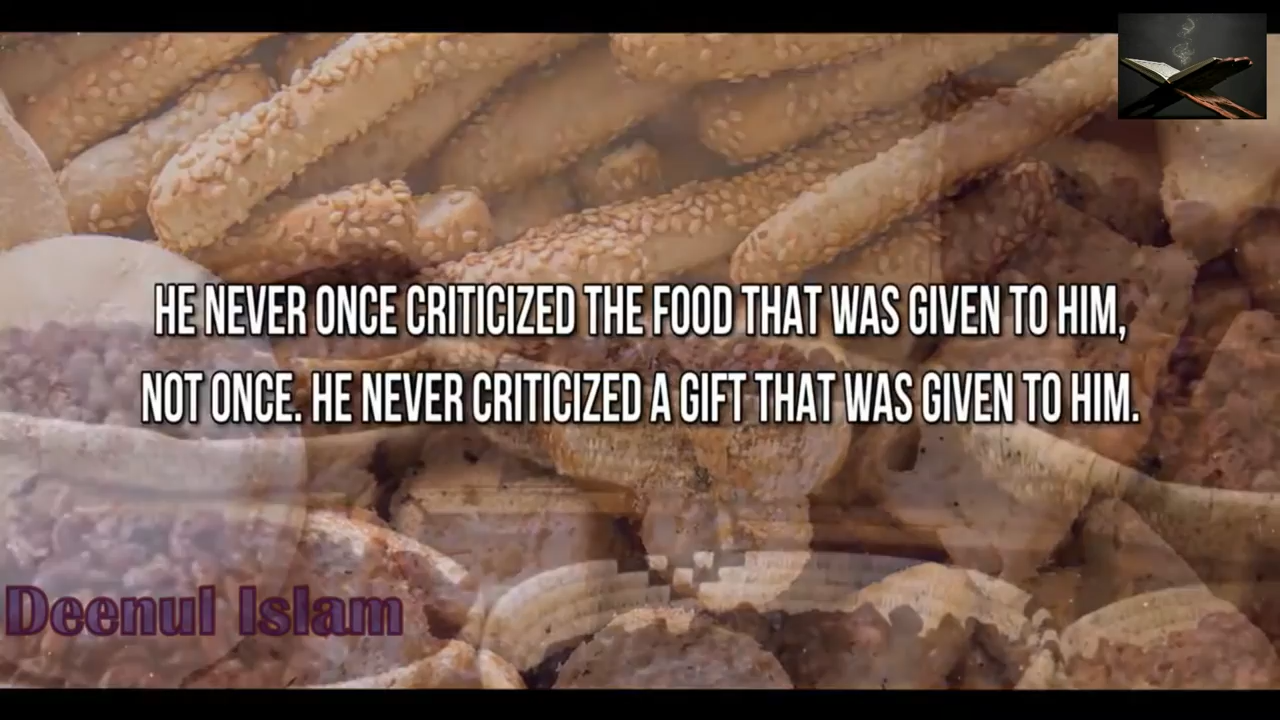 HE NEVER ONCE CRITICIZED THE FOOD THAT WAS GIVEN TO HIM,
NOT ONCE. HE NEVER CRITICIZED A GIFT THAT WAS GIVEN TO HIM.
Deenul Islam